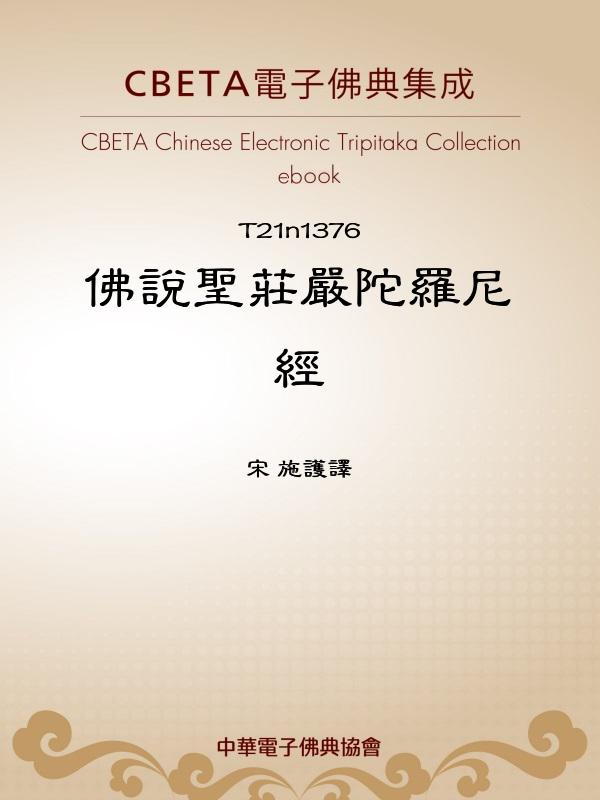 CBETA電子佛典集成
CBETA Chinese Electronic Tripitaka Collection
ebook
T21n1376
佛說聖莊嚴陀羅尼
經
宋 施護譯
中華電子佛典協會